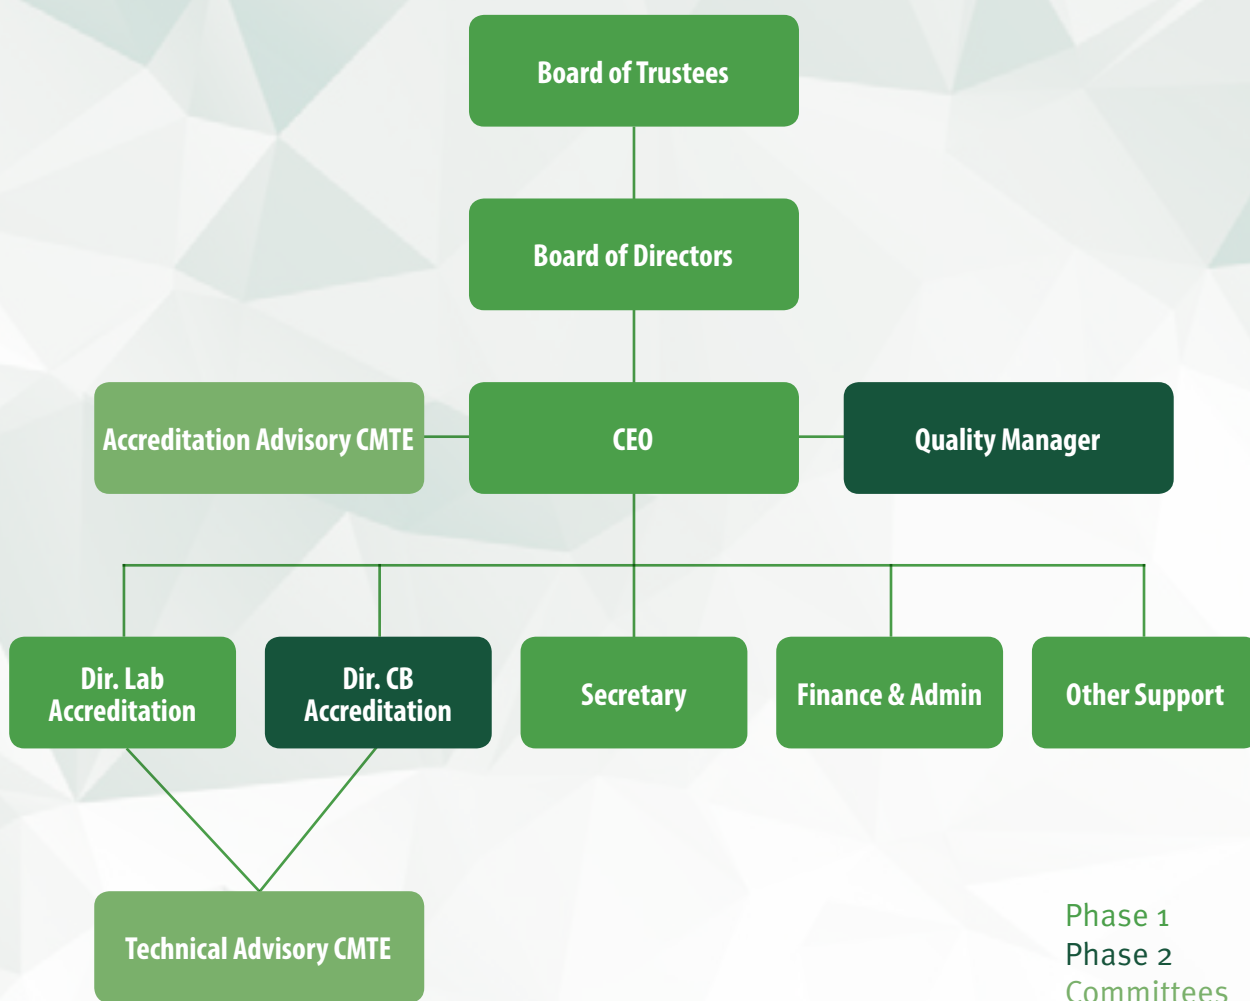 Board of Trustees
Board of Directors
Accreditation Advisory CMTE
CEO
Quality Manager
Dir. Lab
Accreditation
Dir. CB
Accreditation
Secretary
Finance & Admin
Other Support
Technical Advisory CMTE
Phase 1
Phase 2
Committees